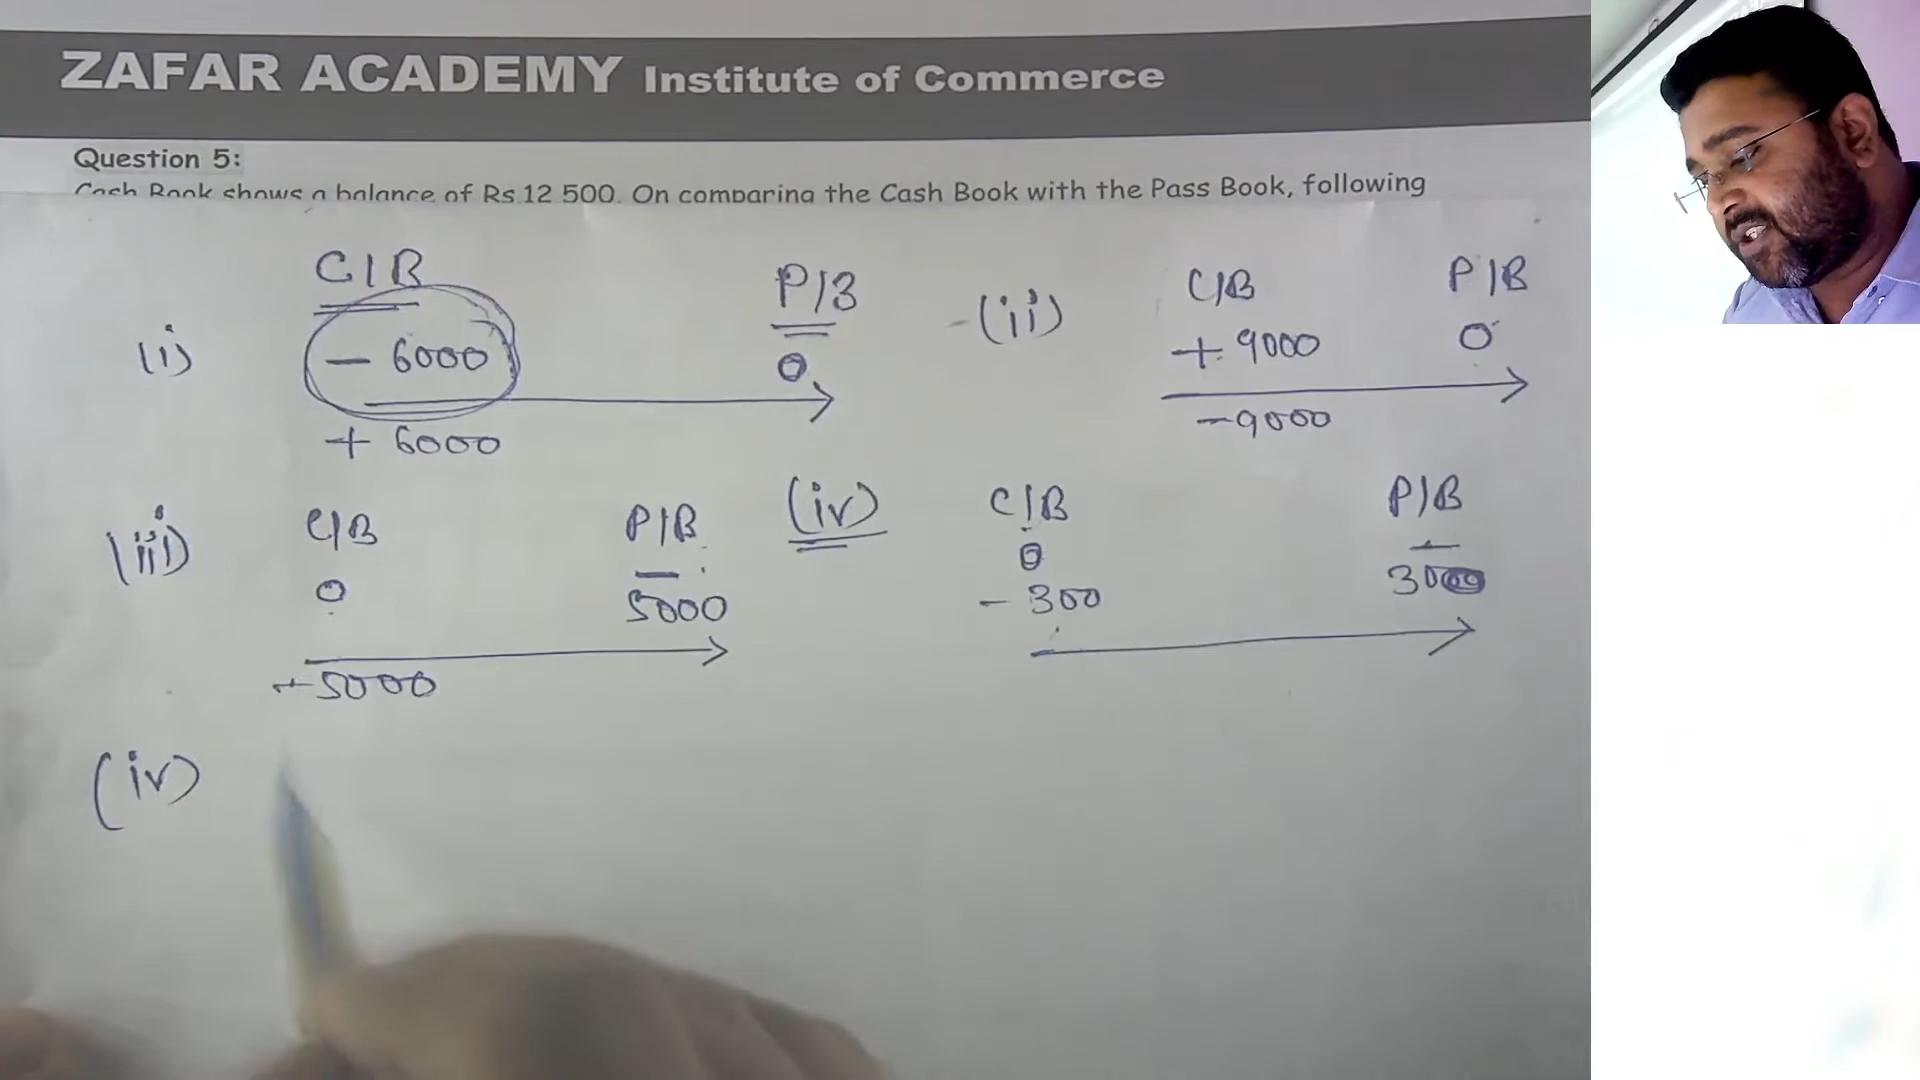 ZAFAR ACADEMY Institute of Commerce
Question 5:
Cash Book shows a balance of Rs.12,500. On comparing the Cash Book with the Pass Book, following
C/B P/B
(i) - 6000 0
+ 6000
(ii) C/B P/B
+ 9000 0
- 9000
(iii) C/B P/B
0 - 5000
- 5000
(iv) C/B P/B
0 - 300
- 300
(iv)